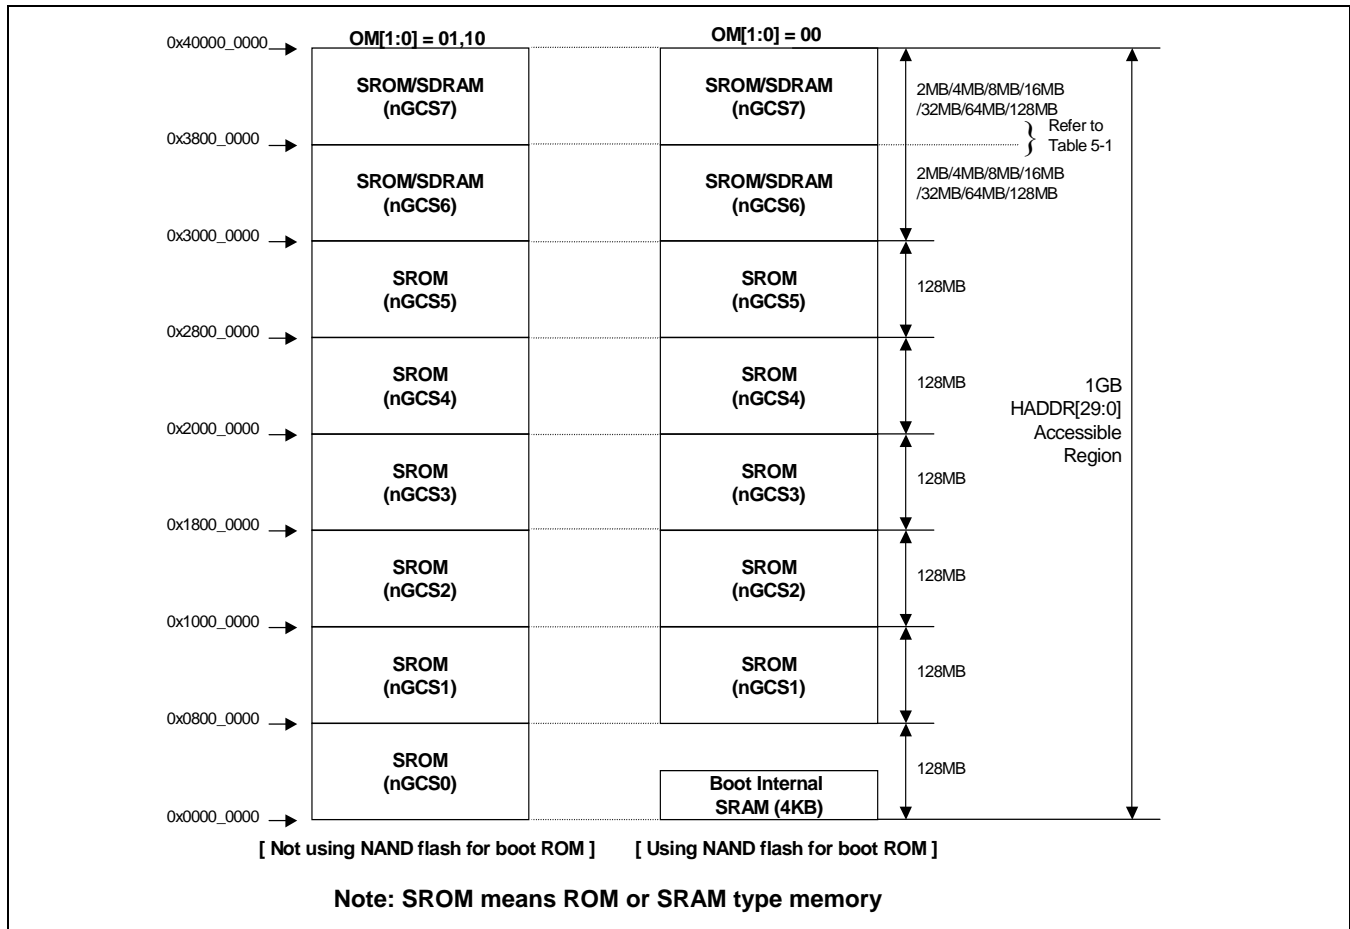 OM[1:0] = 01,10
OM[1:0] = 00
0x40000_0000
SROM/SDRAM
(nGCS7)
SROM/SDRAM
(nGCS7)
2MB/4MB/8MB/16MB
/32MB/64MB/128MB
Refer to
Table 5-1
0x3800_0000
SROM/SDRAM
(nGCS6)
SROM/SDRAM
(nGCS6)
2MB/4MB/8MB/16MB
/32MB/64MB/128MB
0x3000_0000
SROM
(nGCS5)
SROM
(nGCS5)
128MB
0x2800_0000
SROM
(nGCS4)
SROM
(nGCS4)
128MB
1GB
HADDR[29:0]
Accessible
Region
0x2000_0000
SROM
(nGCS3)
SROM
(nGCS3)
128MB
0x1800_0000
SROM
(nGCS2)
SROM
(nGCS2)
128MB
0x1000_0000
SROM
(nGCS1)
SROM
(nGCS1)
128MB
0x0800_0000
SROM
(nGCS0)
Boot Internal
SRAM (4KB)
128MB
0x0000_0000
[ Not using NAND flash for boot ROM ]
[ Using NAND flash for boot ROM ]
Note: SROM means ROM or SRAM type memory